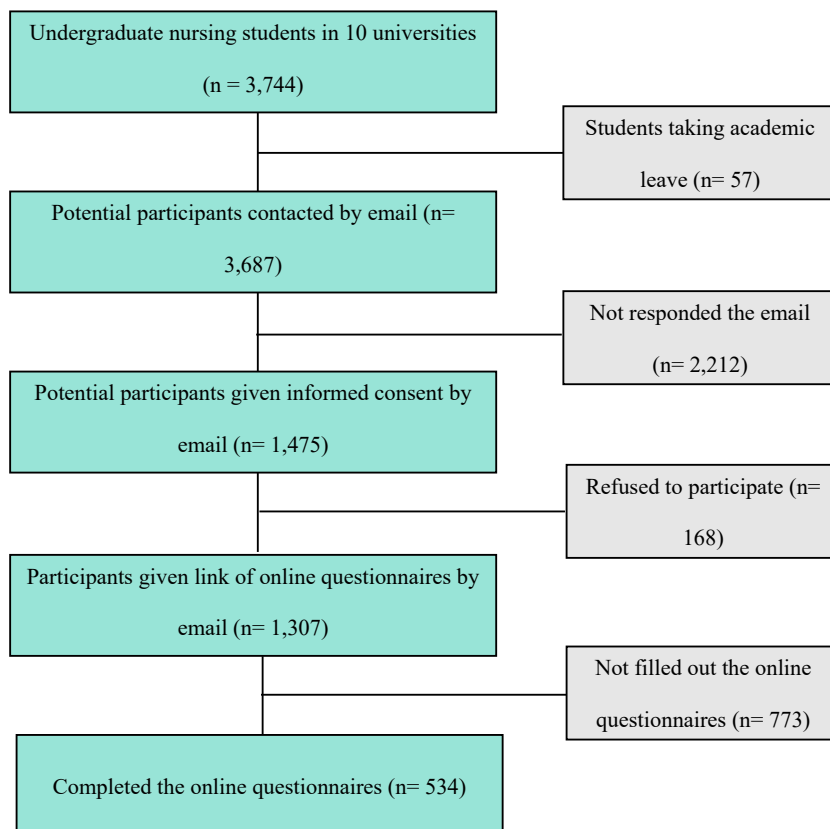 Undergraduate nursing students in 10 universities
(n = 3,744)
Students taking academic
leave (n= 57)
Potential participants contacted by email (n=
3,687)
Not responded the email
(n= 2,212)
Potential participants given informed consent by
email (n= 1,475)
Refused to participate (n=
168)
Participants given link of online questionnaires by
email (n= 1,307)
Not filled out the online
questionnaires (n= 773)
Completed the online questionnaires (n= 534)